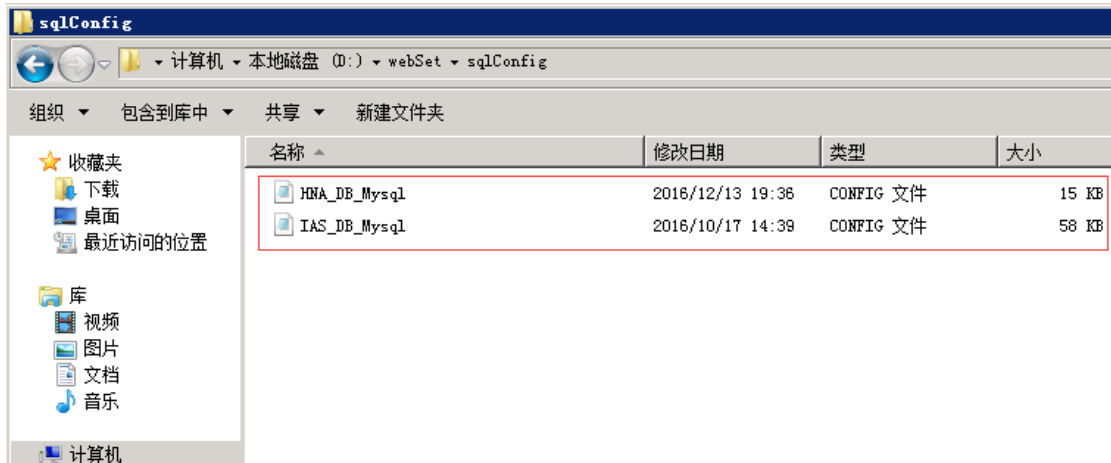 sqlConfig
计算机 本地磁盘 (D:) webSet sqlConfig
组织 包含到库中 共享 新建文件夹
名称 修改日期 类型 大小
HNA_DB_Mysql 2016/12/13 19:36 CONFIG 文件 15 KB
IAS_DB_Mysql 2016/10/17 14:39 CONFIG 文件 58 KB
收藏夹
下载
桌面
最近访问的位置
库
视频
图片
文档
音乐
计算机